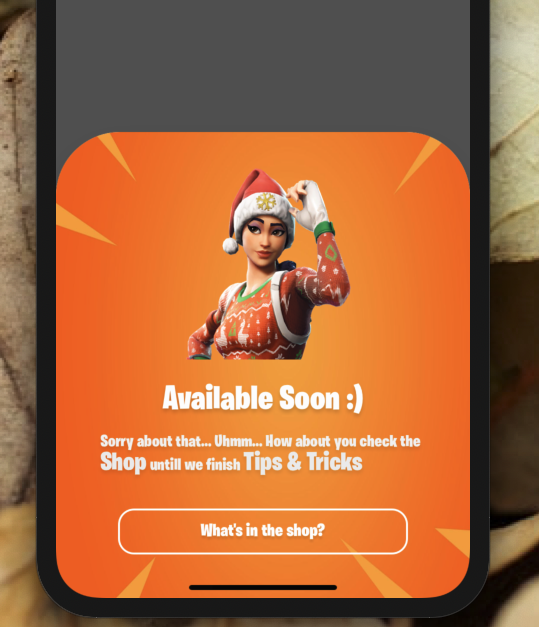 Available Soon :)
Sorry about that... Uhmm... How about you check the
Shop untill we finish Tips & Tricks
What's in the shop?